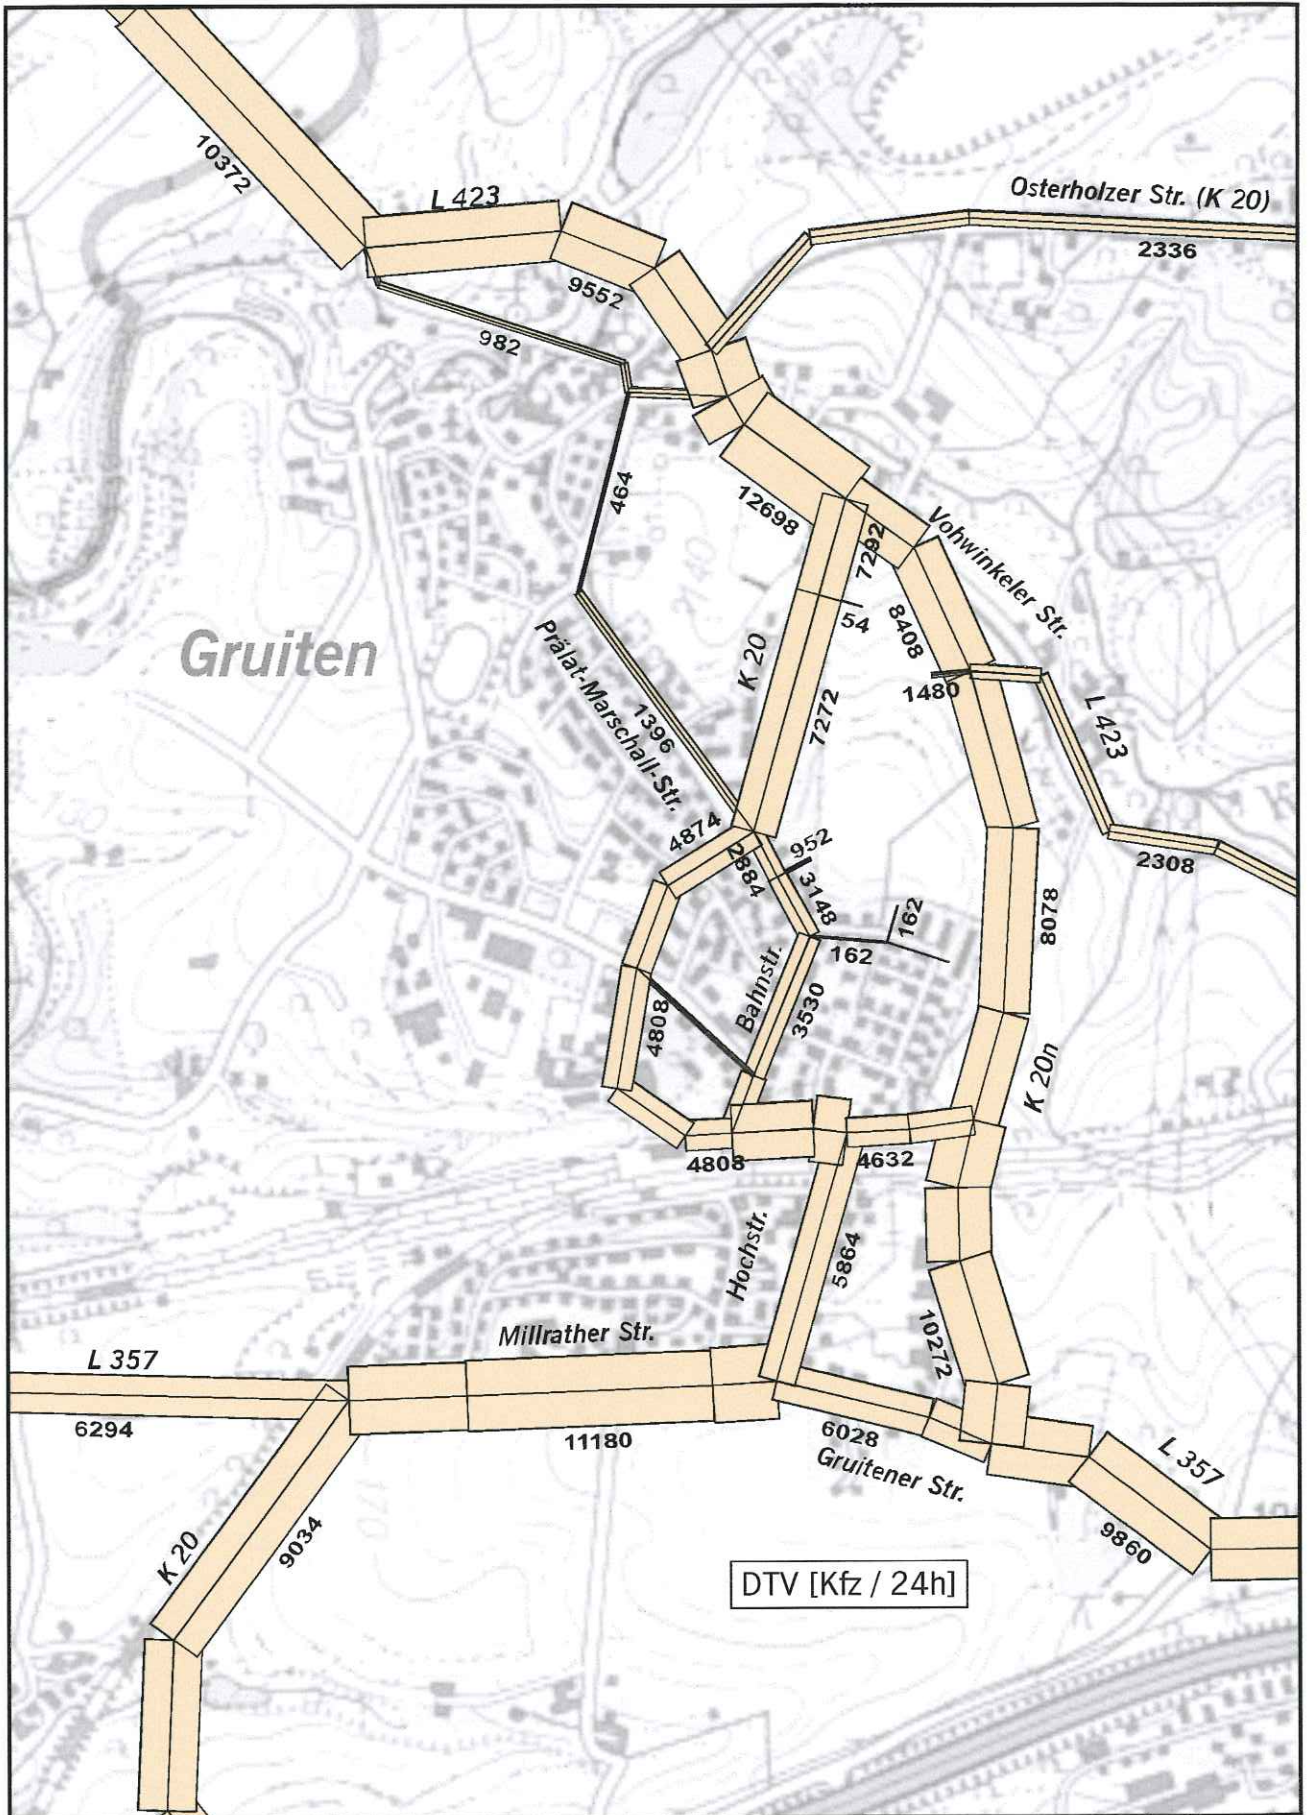 10372
L 423
Osterholzer Str. (K 20)
2336
9552
982
464
12698
7292
Vohwinkeler Str.
54
8408
Gruiten
K 20
7272
1480
L 423
Prälat-Marschall-Str.
1396
4874
2884
952
3148
2308
8078
162
162
Bahnstr.
3530
4808
K 20n
4808
4632
Hochstr.
5864
10272
Millrather Str.
L 357
6294
11180
6028
Gruitener Str.
L 357
9860
K 20
9034
DTV [Kfz / 24h]